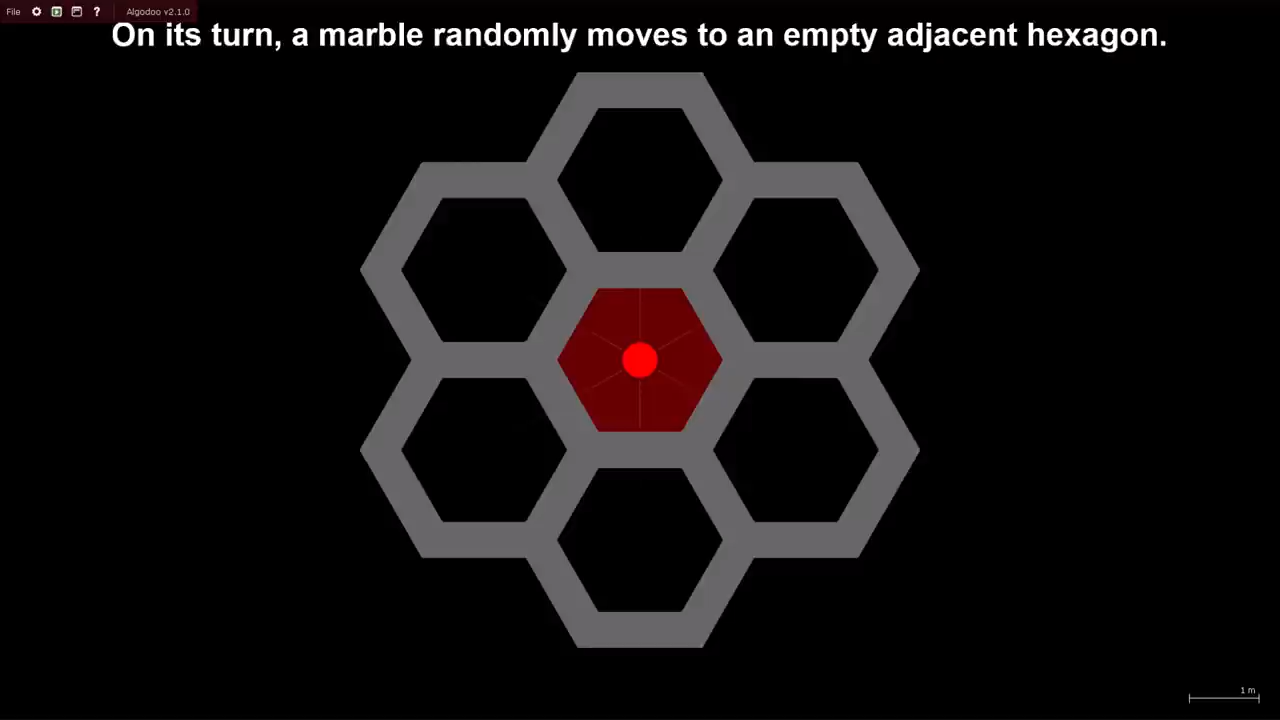 File ? Algodoo v2.1.0
On its turn, a marble randomly moves to an empty adjacent hexagon.
1 m